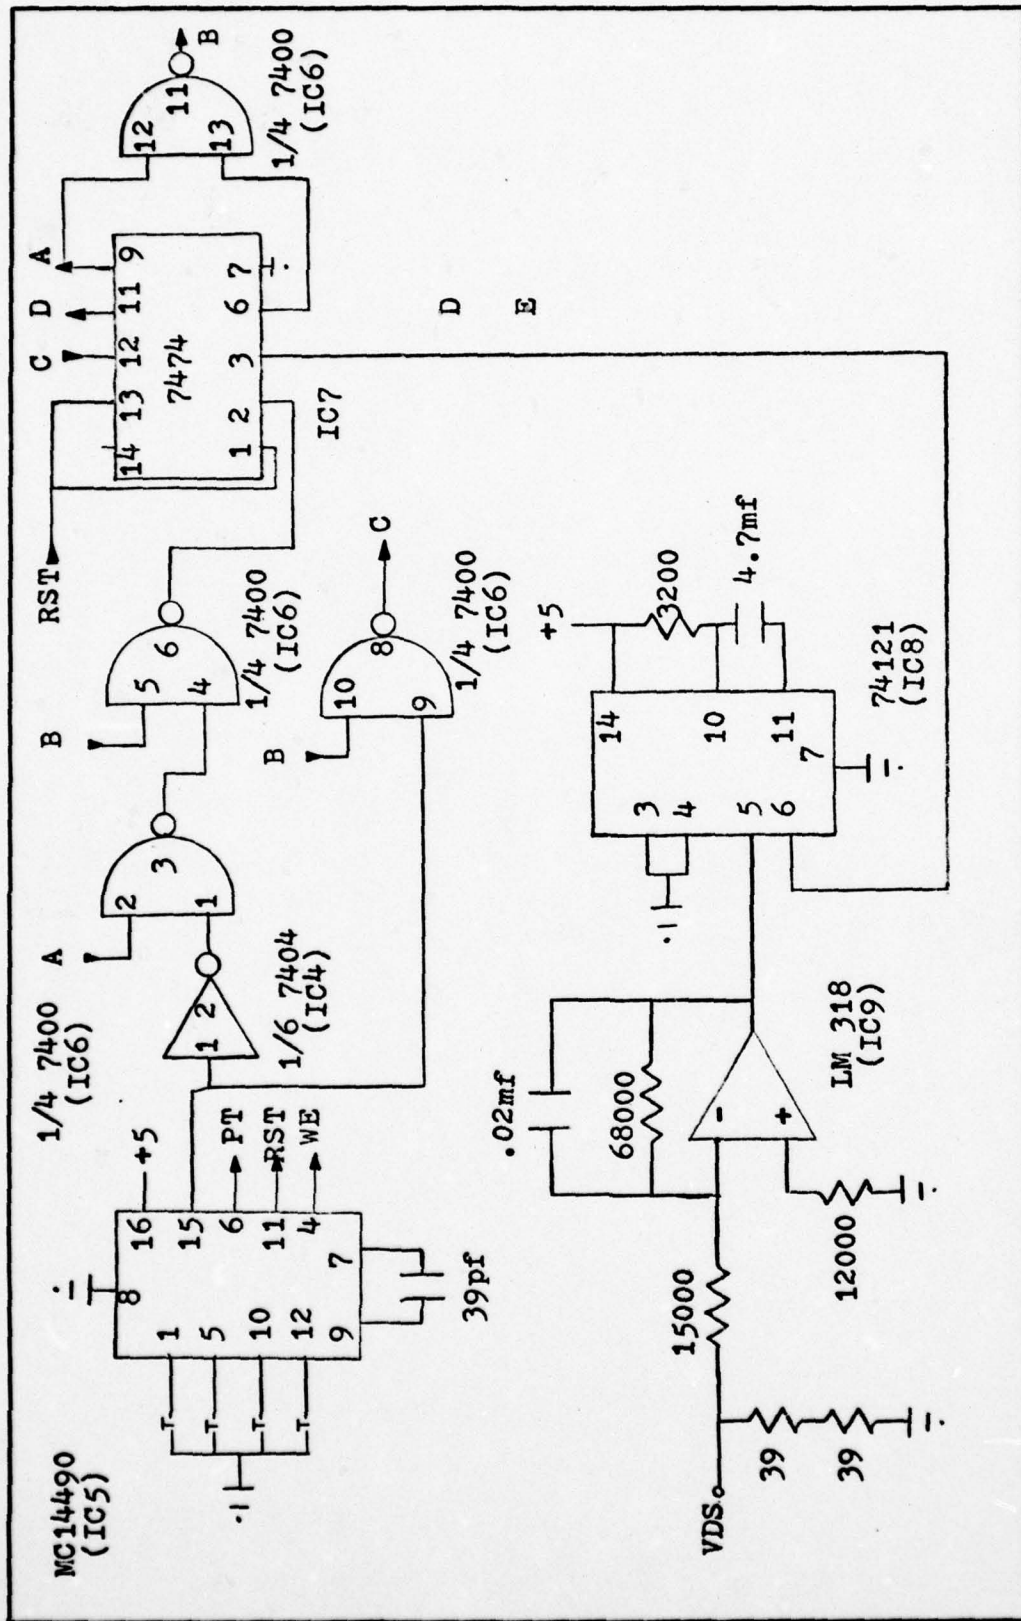 MC14490
(IC5)
8
16
+5
1
15
5
6
PT
10
11
RST
12
4
WE
9
7
39pf
1/4 7400
(IC6)
A
2
1
3
1
2
1/6 7404
(IC4)
B
5
4
6
1/4 7400
(IC6)
B
10
9
8
C
1/4 7400
(IC6)
RST
C
D
A
14
13
12
11
9
7474
1
2
3
6
7
IC7
12
13
11
B
1/4 7400
(IC6)
D
E
VDS
39
39
15000
12000
.02mf
68000
-
+
LM 318
(IC9)
3
4
5
6
14
10
11
7
+5
3200
4.7mf
74121
(IC8)